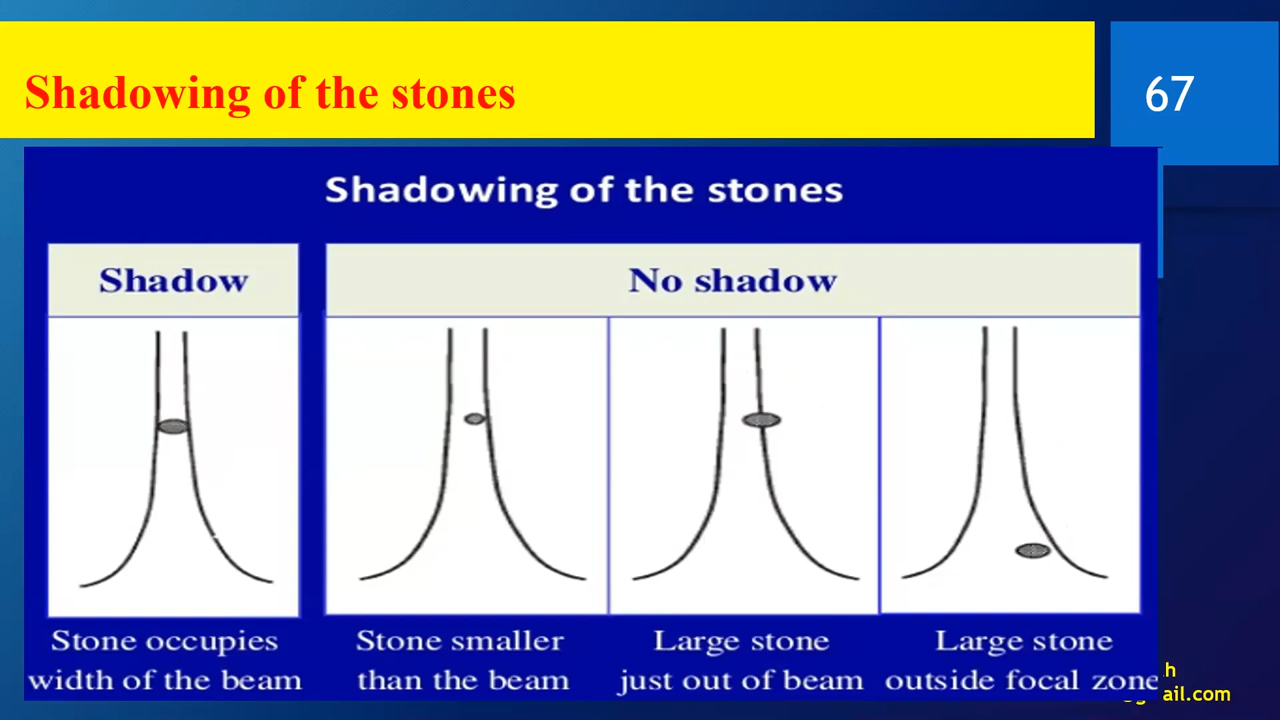 Shadowing of the stones
67
Shadowing of the stones
Shadow
No shadow
Stone occupies
width of the beam
Stone smaller
than the beam
Large stone
just out of beam
Large stone
outside focal zone
ail.com